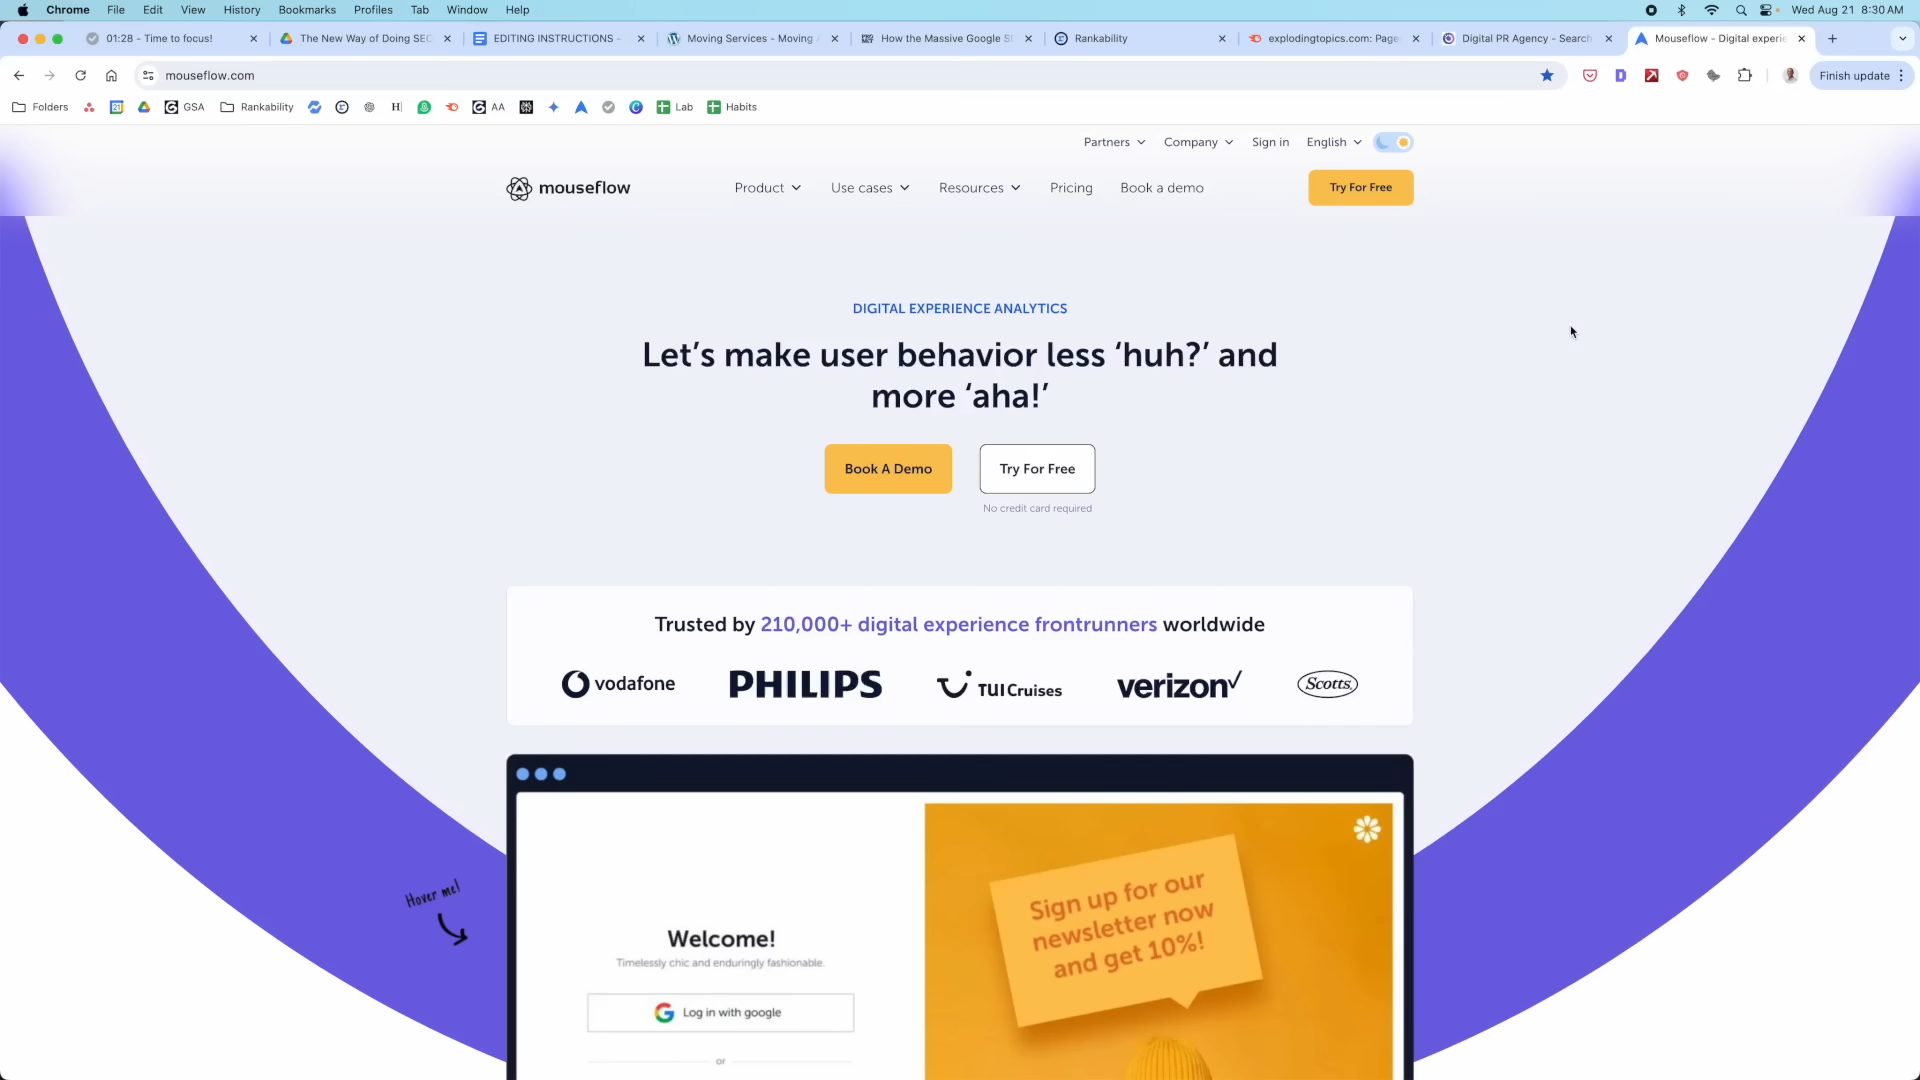 Chrome File Edit View History Bookmarks Profiles Tab Window Help Wed Aug 21 8:30 AM
01:28 - Time to focus! The New Way of Doing SEO EDITING INSTRUCTIONS - Moving Services - Moving How the Massive Google Rankability explodingtopics.com: Page Digital PR Agency - Search Mouseflow - Digital experie
mouseflow.com Finish update
Folders GSA Rankability H AA Lab Habits
Partners Company Sign in English
mouseflow Product Use cases Resources Pricing Book a demo Try For Free
DIGITAL EXPERIENCE ANALYTICS
Let’s make user behavior less ‘huh?’ and
more ‘aha!’
Book A Demo Try For Free
No credit card required
Trusted by 210,000+ digital experience frontrunners worldwide
vodafone PHILIPS TUI Cruises verizon Scotts
Hover me!
Sign up for our
newsletter now
and get 10%!
Welcome!
Timelessly chic and enduringly fashionable.
Log in with google
or